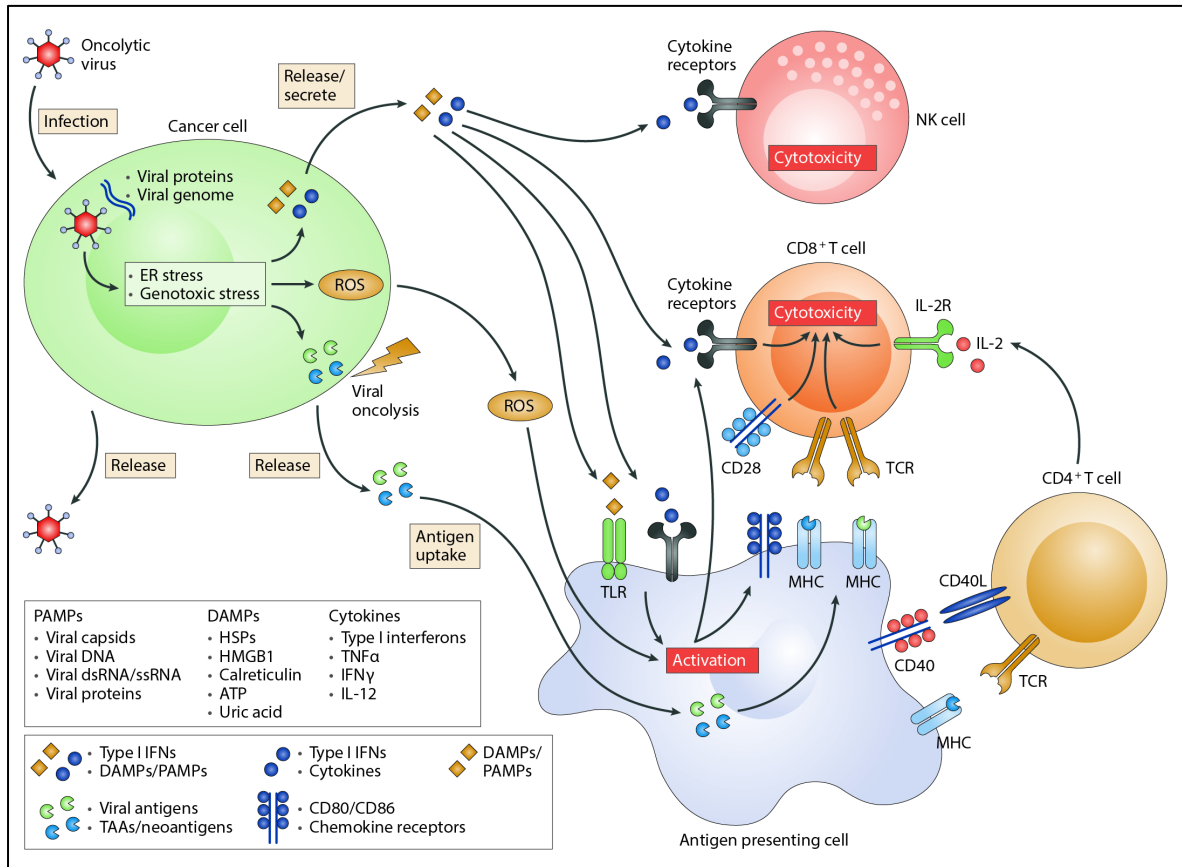 Oncolytic
virus
Infection
Cancer cell
Release/
secrete
Cytokine
receptors
NK cell
Cytotoxicity
• Viral proteins
• Viral genome
• ER stress
• Genotoxic stress
ROS
Viral
oncolysis
ROS
Release
Release
Antigen
uptake
CD8+ T cell
Cytokine
receptors
Cytotoxicity
IL-2R
IL-2
CD28
TCR
CD4+ T cell
TLR
MHC
MHC
CD40L
CD40
TCR
MHC
Activation
Antigen presenting cell
PAMPs
• Viral capsids
• Viral DNA
• Viral dsRNA/ssRNA
• Viral proteins
DAMPs
• HSPs
• HMGB1
• Calreticulin
• ATP
• Uric acid
Cytokines
• Type I interferons
• TNFα
• IFNγ
• IL-12
• Type I IFNs
• DAMPs/PAMPs
• Type I IFNs
• Cytokines
DAMPs/
PAMPs
• Viral antigens
• TAAs/neoantigens
• CD80/CD86
• Chemokine receptors